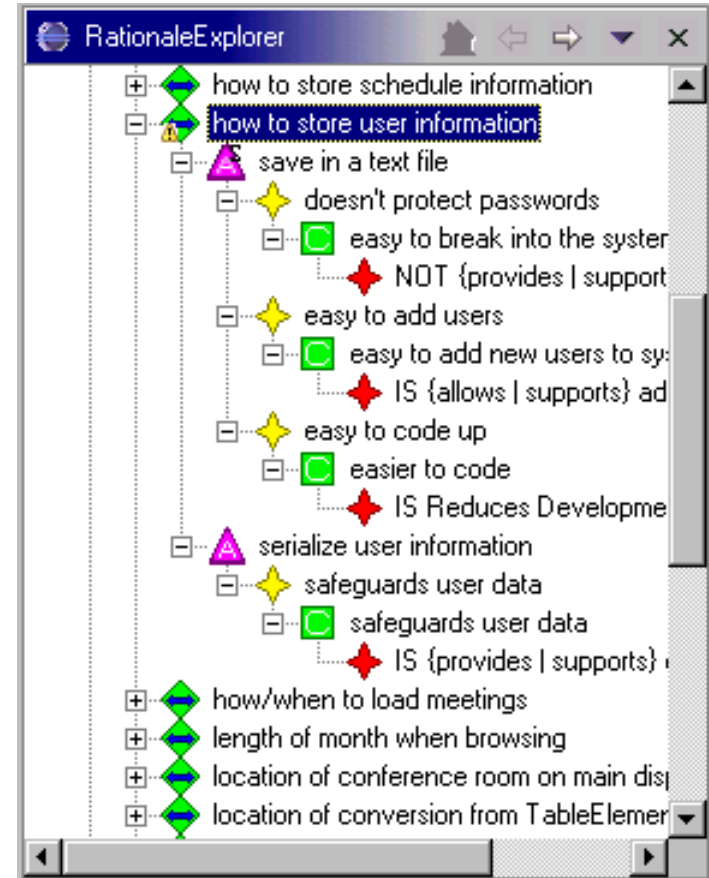 RationaleExplorer
how to store schedule information
how to store user information
A S save in a text file
doesn't protect passwords
C easy to break into the syster
NOT {provides | support
easy to add users
C easy to add new users to sy
IS {allows | supports} ad
easy to code up
C easier to code
IS Reduces Developme
A serialize user information
safeguards user data
C safeguards user data
IS {provides | supports}
how/when to load meetings
length of month when browsing
location of conference room on main disp
location of conversion from TableElemer